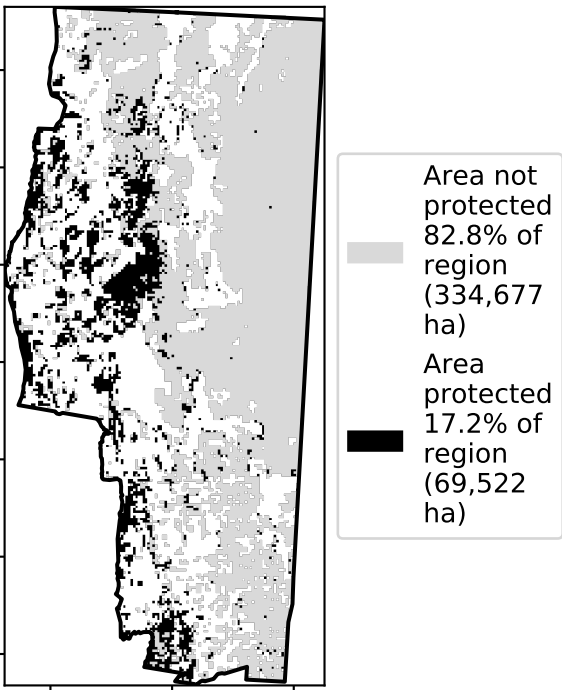 Area not
protected
82.8% of
region
(334,677
ha)
Area
protected
17.2% of
region
(69,522
ha)